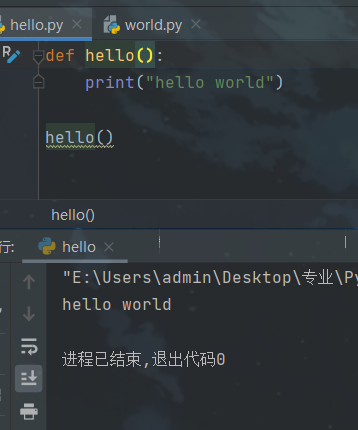 hello.py × world.py ×
def hello():
print("hello world")
hello()
hello()
行: hello ×
"E:\Users\admin\Desktop\专业\Py
hello world
进程已结束,退出代码0